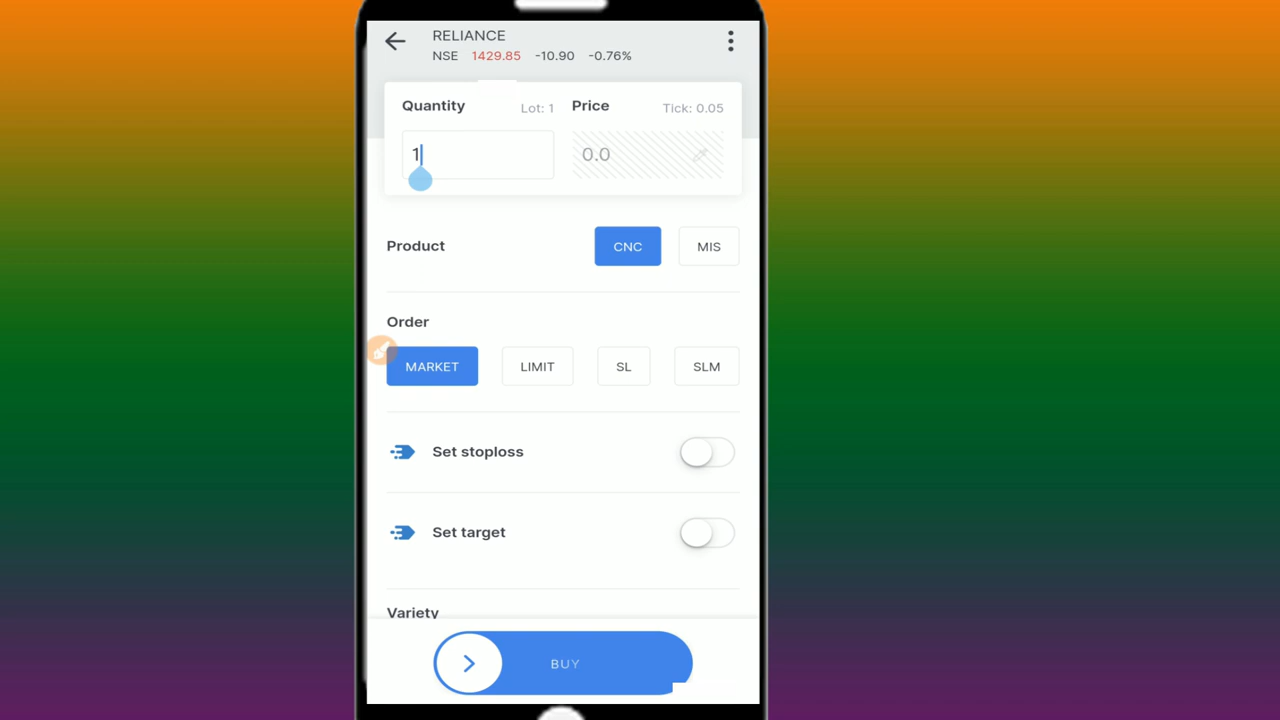 RELIANCE
NSE 1429.85 -10.90 -0.76%
Quantity Lot: 1 Price Tick: 0.05
1 0.0
Product CNC MIS
Order
MARKET LIMIT SL SLM
Set stoploss
Set target
Variety
BUY